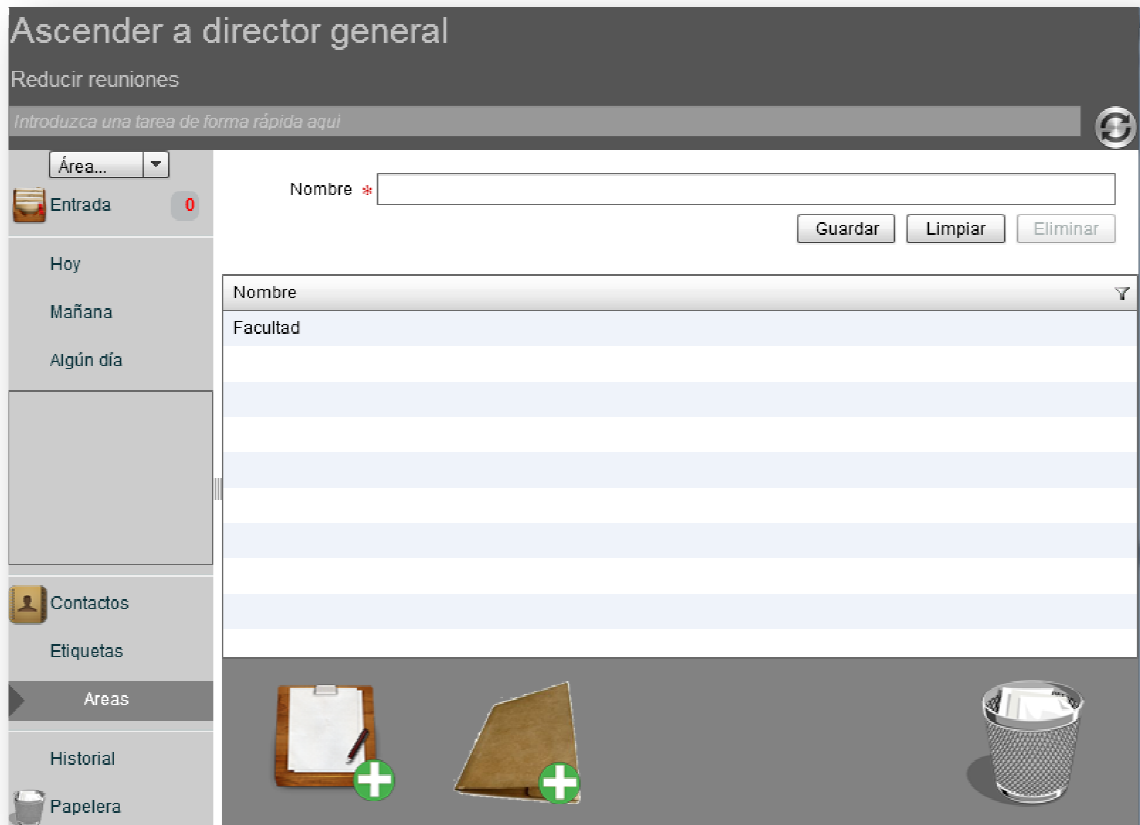 Ascender a director general
Reducir reuniones
Introduzca una tarea de forma rápida aqui
Área...
Entrada 0
Hoy
Mañana
Algún día
Contactos
Etiquetas
Areas
Historial
Papelera
Nombre *
Guardar Limpiar Eliminar
Nombre
Facultad